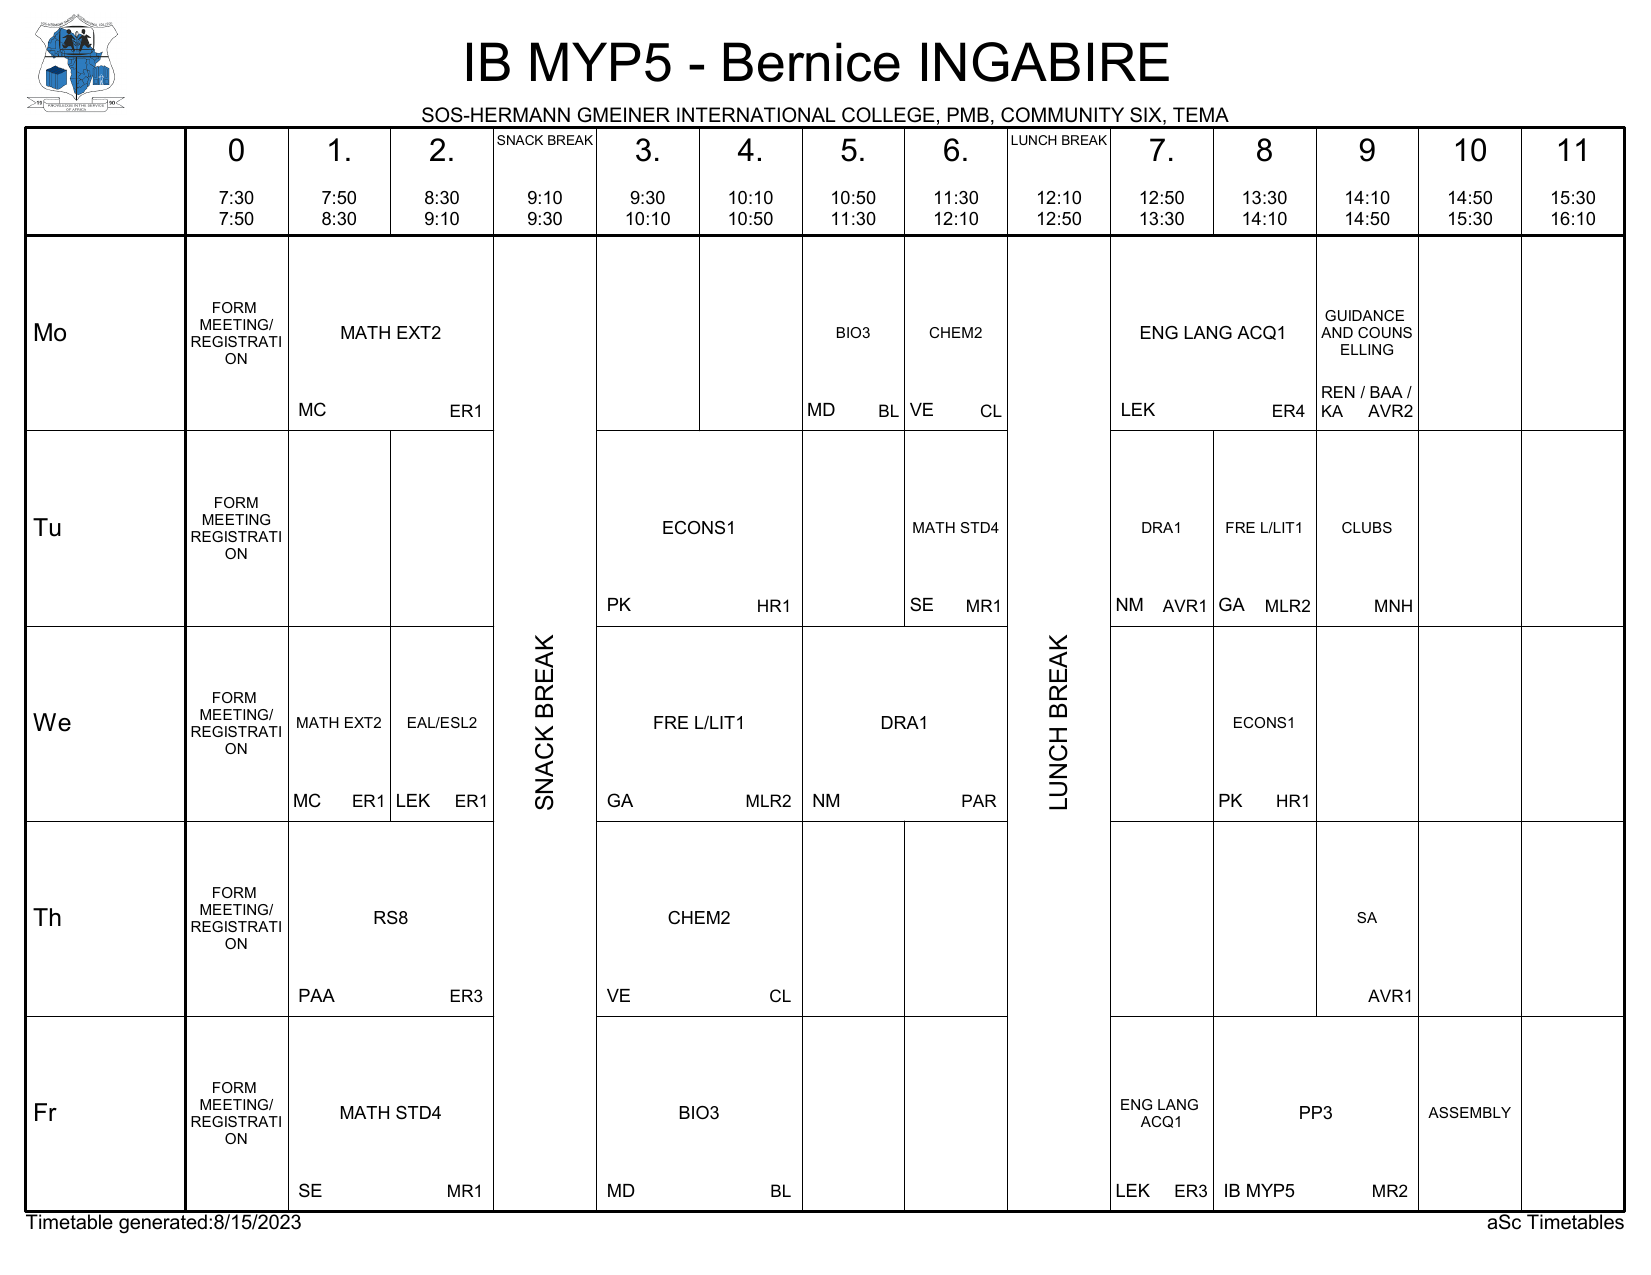 IB MYP5 - Bernice INGABIRE
SOS-HERMANN GMEINER INTERNATIONAL COLLEGE, PMB, COMMUNITY SIX, TEMA
0 1. 2. SNACK BREAK 3. 4. 5. 6. LUNCH BREAK 7. 8 9 10 11
7:30 7:50 8:30 9:10 9:30 10:10 10:50 11:30 12:10 12:50 13:30 14:10 14:50 15:30
7:50 8:30 9:10 9:30 10:10 10:50 11:30 12:10 12:50 13:30 14:10 14:50 15:30 16:10
Mo
FORM
MEETING/
REGISTRATI
ON
MATH EXT2
MC ER1
BIO3
MD BL
CHEM2
VE CL
ENG LANG ACQ1
LEK ER4
GUIDANCE
AND COUNS
ELLING
REN / BAA /
KA AVR2
Tu
FORM
MEETING
REGISTRATI
ON
ECONS1
PK HR1
MATH STD4
SE MR1
DRA1
NM AVR1
FRE L/LIT1
GA MLR2
CLUBS
MNH
We
FORM
MEETING/
REGISTRATI
ON
MATH EXT2
MC ER1
EAL/ESL2
LEK ER1
SNACK BREAK
FRE L/LIT1
GA MLR2
DRA1
NM PAR
LUNCH BREAK
ECONS1
PK HR1
Th
FORM
MEETING/
REGISTRATI
ON
RS8
PAA ER3
CHEM2
VE CL
SA
AVR1
Fr
FORM
MEETING/
REGISTRATI
ON
MATH STD4
SE MR1
BIO3
MD BL
ENG LANG
ACQ1
LEK ER3
PP3
IB MYP5 MR2
ASSEMBLY
Timetable generated:8/15/2023
aSc Timetables